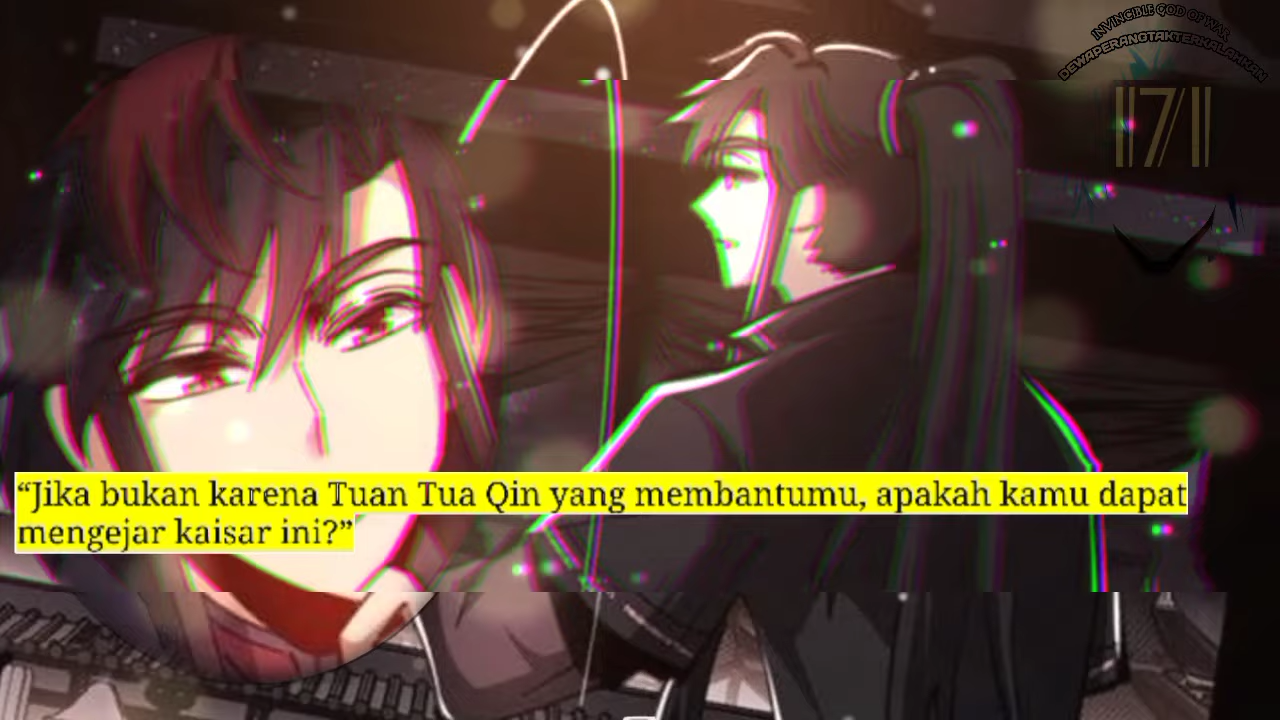 INVINCIBLE GOD OF WAR
DEWAPERANGTAKTERKALAHKAN
171
“Jika bukan karena Tuan Tua Qin yang membantumu, apakah kamu dapat
mengejar kaisar ini?”